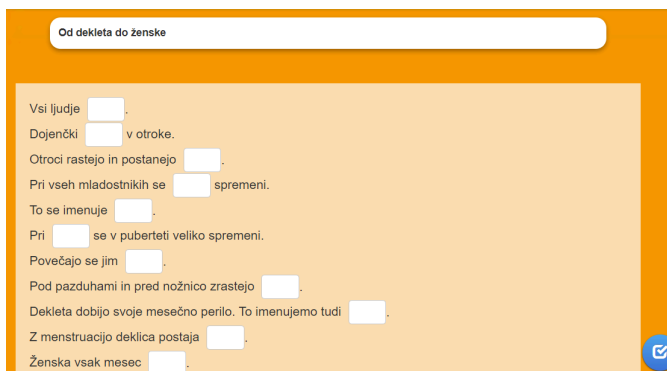 Od dekleta do ženske
Vsi ljudje .
Dojenčki v otroke.
Otroci rastejo in postanejo .
Pri vseh mladostnikih se spremeni.
To se imenuje .
Pri se v puberteti veliko spremeni.
Povečajo se jim .
Pod pazduhami in pred nožnico zrastejo .
Dekleta dobijo svoje mesečno perilo. To imenujemo tudi .
Z menstruacijo deklica postaja .
Ženska vsak mesec .